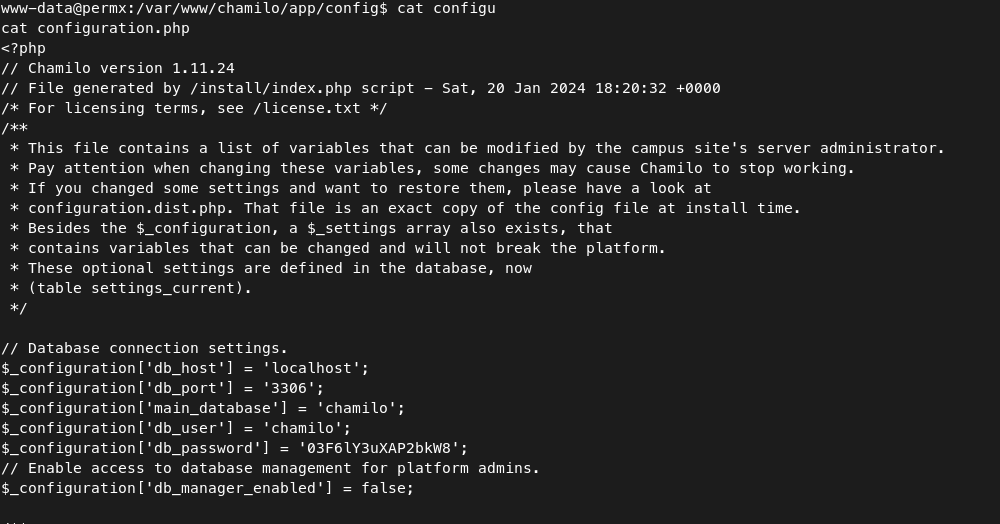 www-data@permx:/var/www/chamilo/app/config$ cat configu
cat configuration.php
<?php
// Chamilo version 1.11.24
// File generated by /install/index.php script - Sat, 20 Jan 2024 18:20:32 +0000
/* For licensing terms, see /license.txt */
/**
 * This file contains a list of variables that can be modified by the campus site's server administrator.
 * Pay attention when changing these variables, some changes may cause Chamilo to stop working.
 * If you changed some settings and want to restore them, please have a look at
 * configuration.dist.php. That file is an exact copy of the config file at install time.
 * Besides the $_configuration, a $_settings array also exists, that
 * contains variables that can be changed and will not break the platform.
 * These optional settings are defined in the database, now
 * (table settings_current).
 */
// Database connection settings.
$_configuration['db_host'] = 'localhost';
$_configuration['db_port'] = '3306';
$_configuration['main_database'] = 'chamilo';
$_configuration['db_user'] = 'chamilo';
$_configuration['db_password'] = '03F6lY3uXAP2bkW8';
// Enable access to database management for platform admins.
$_configuration['db_manager_enabled'] = false;